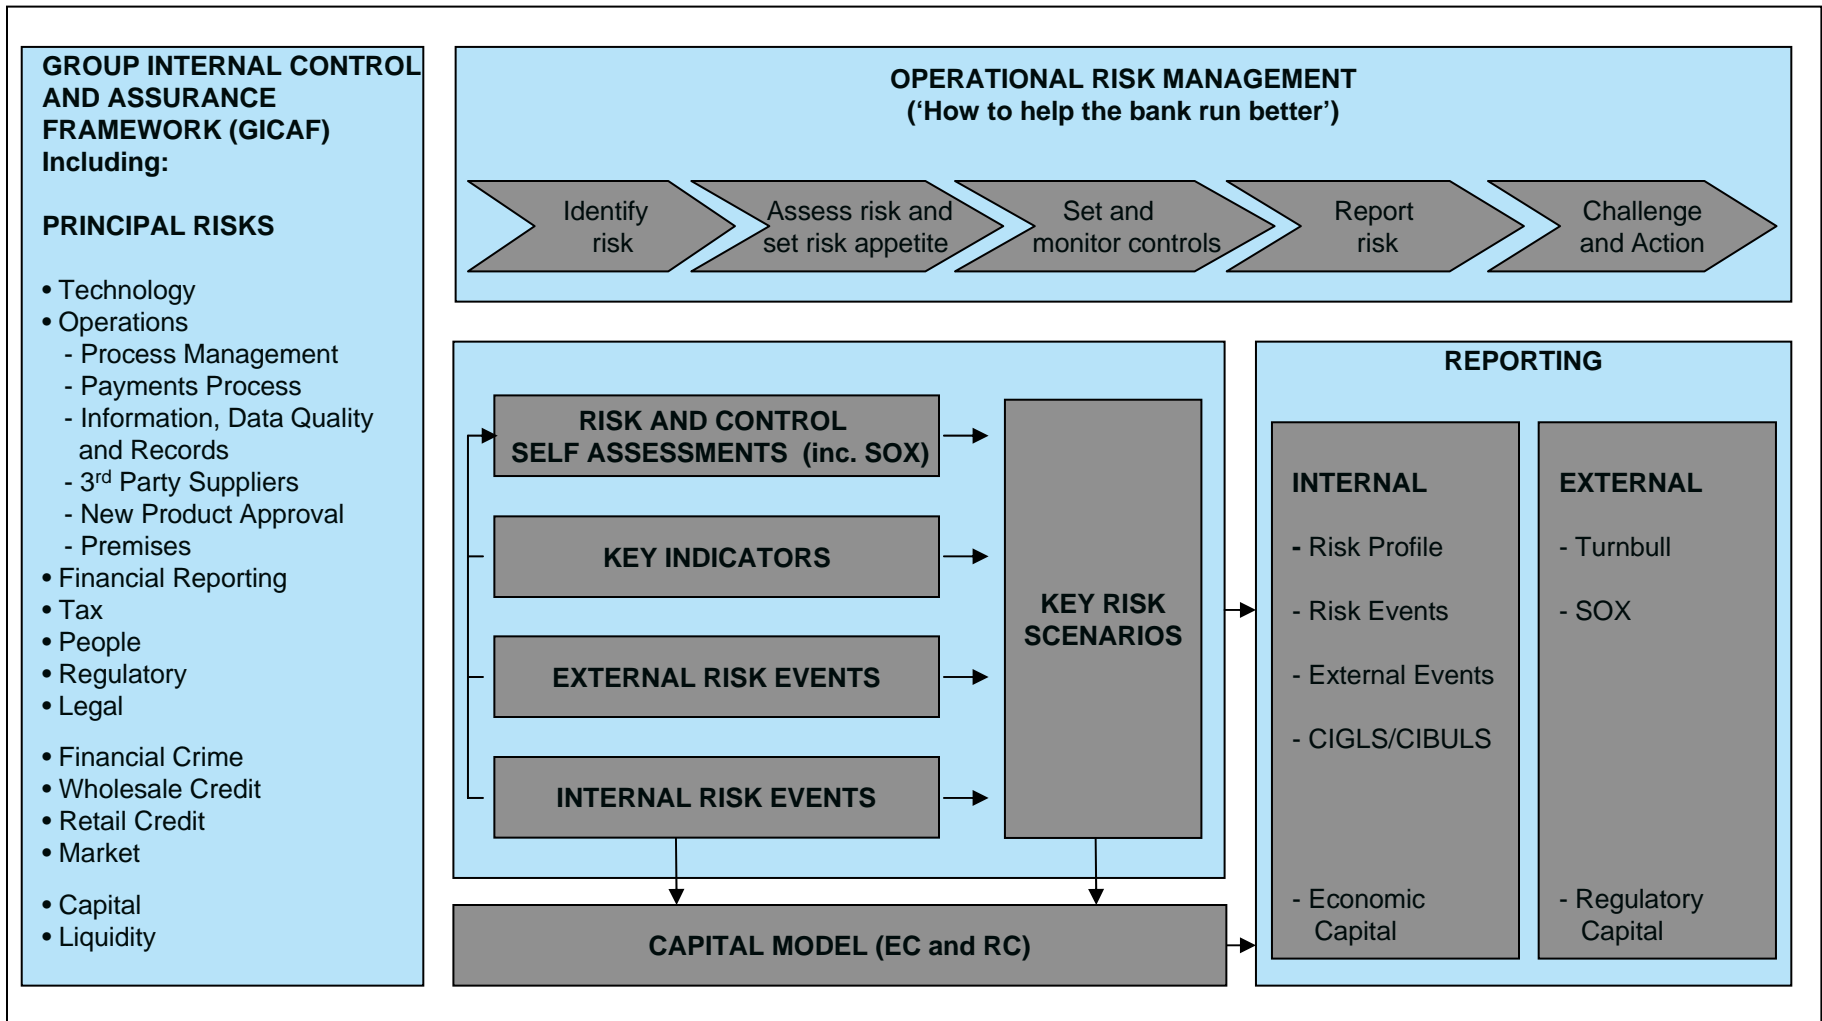 GROUP INTERNAL CONTROL
AND ASSURANCE
FRAMEWORK (GICAF)
Including:
PRINCIPAL RISKS
• Technology
• Operations
- Process Management
- Payments Process
- Information, Data Quality
and Records
- 3rd Party Suppliers
- New Product Approval
- Premises
• Financial Reporting
• Tax
• People
• Regulatory
• Legal
• Financial Crime
• Wholesale Credit
• Retail Credit
• Market
• Capital
• Liquidity
OPERATIONAL RISK MANAGEMENT
(‘How to help the bank run better’)
Identify
risk
Assess risk and
set risk appetite
Set and
monitor controls
Report
risk
Challenge
and Action
RISK AND CONTROL
SELF ASSESSMENTS (inc. SOX)
KEY INDICATORS
EXTERNAL RISK EVENTS
INTERNAL RISK EVENTS
KEY RISK
SCENARIOS
CAPITAL MODEL (EC and RC)
REPORTING
INTERNAL
- Risk Profile
- Risk Events
- External Events
- CIGLS/CIBULS
- Economic
Capital
EXTERNAL
- Turnbull
- SOX
- Regulatory
Capital